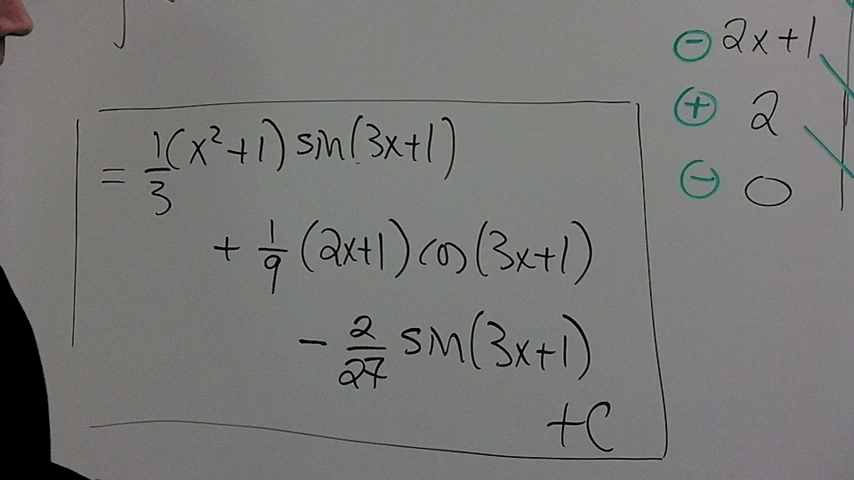 ⊖ 2x+1
⊕ 2
⊖ 0
= 1/3 (x²+1) sin(3x+1)
+ 1/9 (2x+1) cos(3x+1)
- 2/27 sin(3x+1)
+C